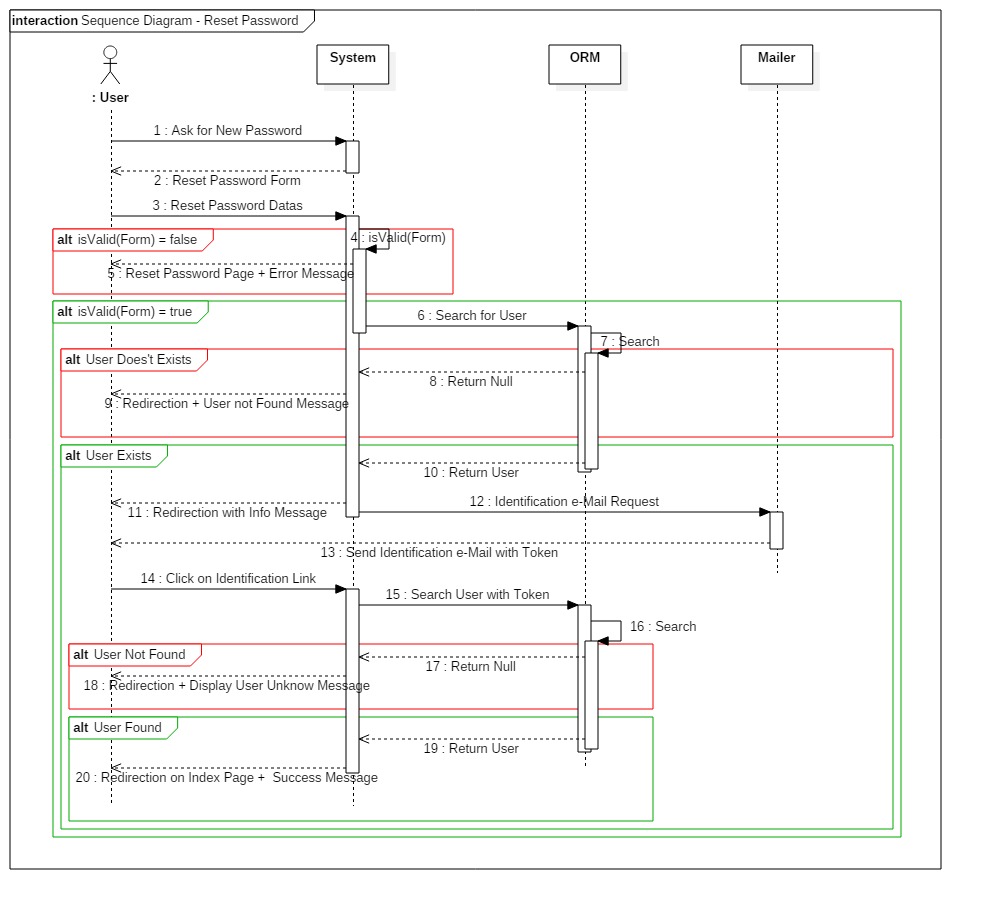 interaction Sequence Diagram - Reset Password
System
ORM
Mailer
: User
1 : Ask for New Password
2 : Reset Password Form
3 : Reset Password Datas
alt isValid(Form) = false
4 : isValid(Form)
5 : Reset Password Page + Error Message
alt isValid(Form) = true
6 : Search for User
7 : Search
alt User Does't Exists
8 : Return Null
9 : Redirection + User not Found Message
alt User Exists
10 : Return User
11 : Redirection with Info Message
12 : Identification e-Mail Request
13 : Send Identification e-Mail with Token
14 : Click on Identification Link
15 : Search User with Token
16 : Search
alt User Not Found
17 : Return Null
18 : Redirection + Display User Unknow Message
alt User Found
19 : Return User
20 : Redirection on Index Page +  Success Message